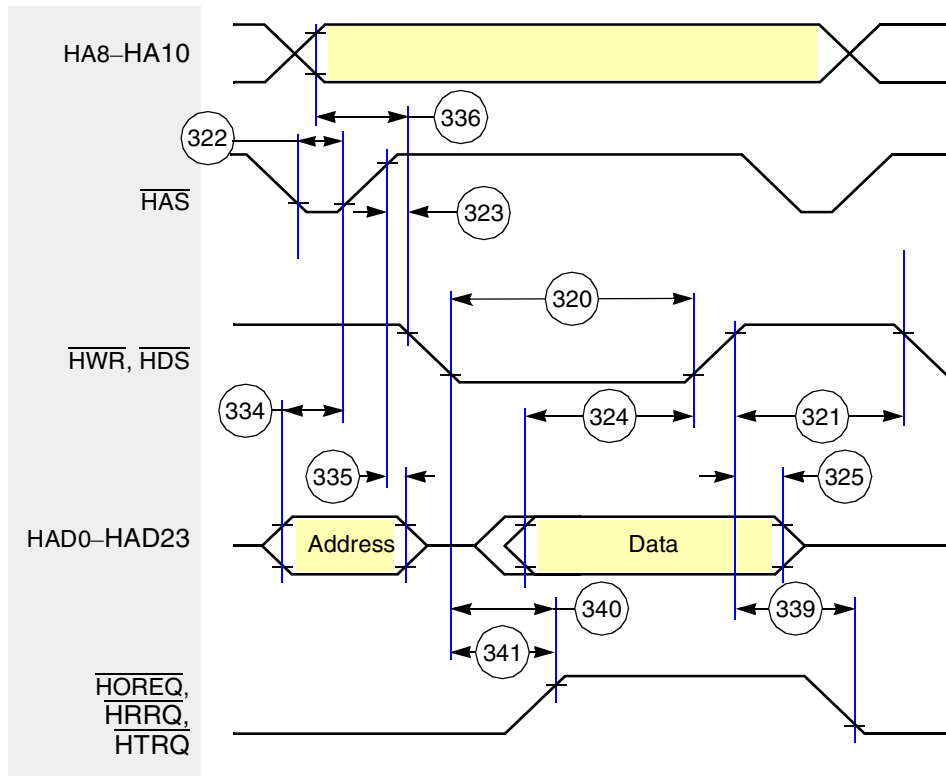 HA8–HA10
336
322
HAS
323
320
HWR, HDS
334
324
321
335
325
HAD0–HAD23
Address
Data
340
339
341
HOREQ,
HRRQ,
HTRQ